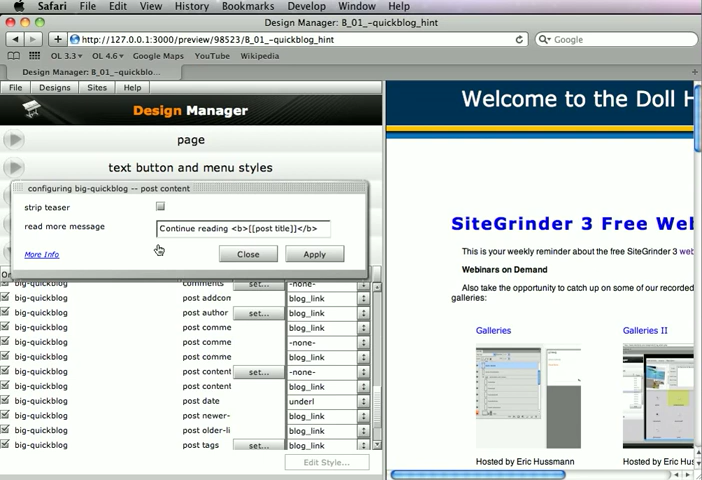 Safari File Edit View History Bookmarks Develop Window Help
Design Manager: B_01_-quickblog_hint
http://127.0.0.1:3000/preview/98523/B_01_-quickblog_hint
Google
OL 3.3 OL 4.6 Google Maps YouTube Wikipedia
Design Manager: B_01_-quickblo...
File Designs Sites Help
Design Manager
page
text button and menu styles
configuring big-quickblog -- post content
strip teaser
read more message Continue reading <b>[[post title]]</b>
More Info Close Apply
big-quickblog comments set... -none-
big-quickblog post addcom blog_link
big-quickblog post author set... blog_link
big-quickblog post comme blog_link
big-quickblog post comme -none-
big-quickblog post comme blog_link
big-quickblog post content set... -none-
big-quickblog post content blog_link
big-quickblog post date underl
big-quickblog post newer- blog_link
big-quickblog post older-li blog_link
big-quickblog post tags set... blog_link
Edit Style...
Welcome to the Doll H
SiteGrinder 3 Free Web
This is your weekly reminder about the free SiteGrinder 3 web
Webinars on Demand
Also take the opportunity to catch up on some of our recorded
galleries:
Galleries Galleries II
Hosted by Eric Hussmann Hosted by Eric Hussm